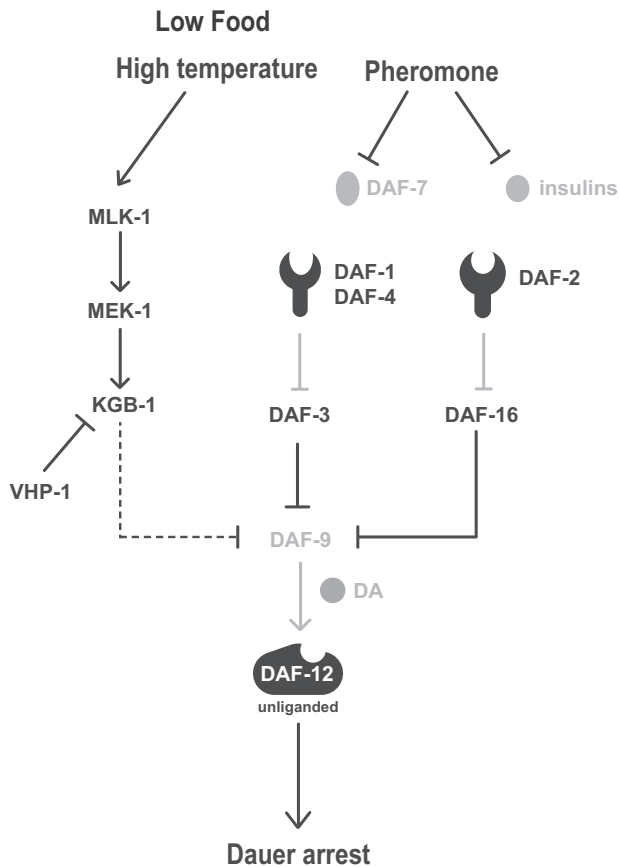 Low Food
High temperature
Pheromone
DAF-7
insulins
MLK-1
DAF-1
DAF-4
DAF-2
MEK-1
KGB-1
DAF-3
DAF-16
VHP-1
DAF-9
DA
DAF-12
unliganded
Dauer arrest